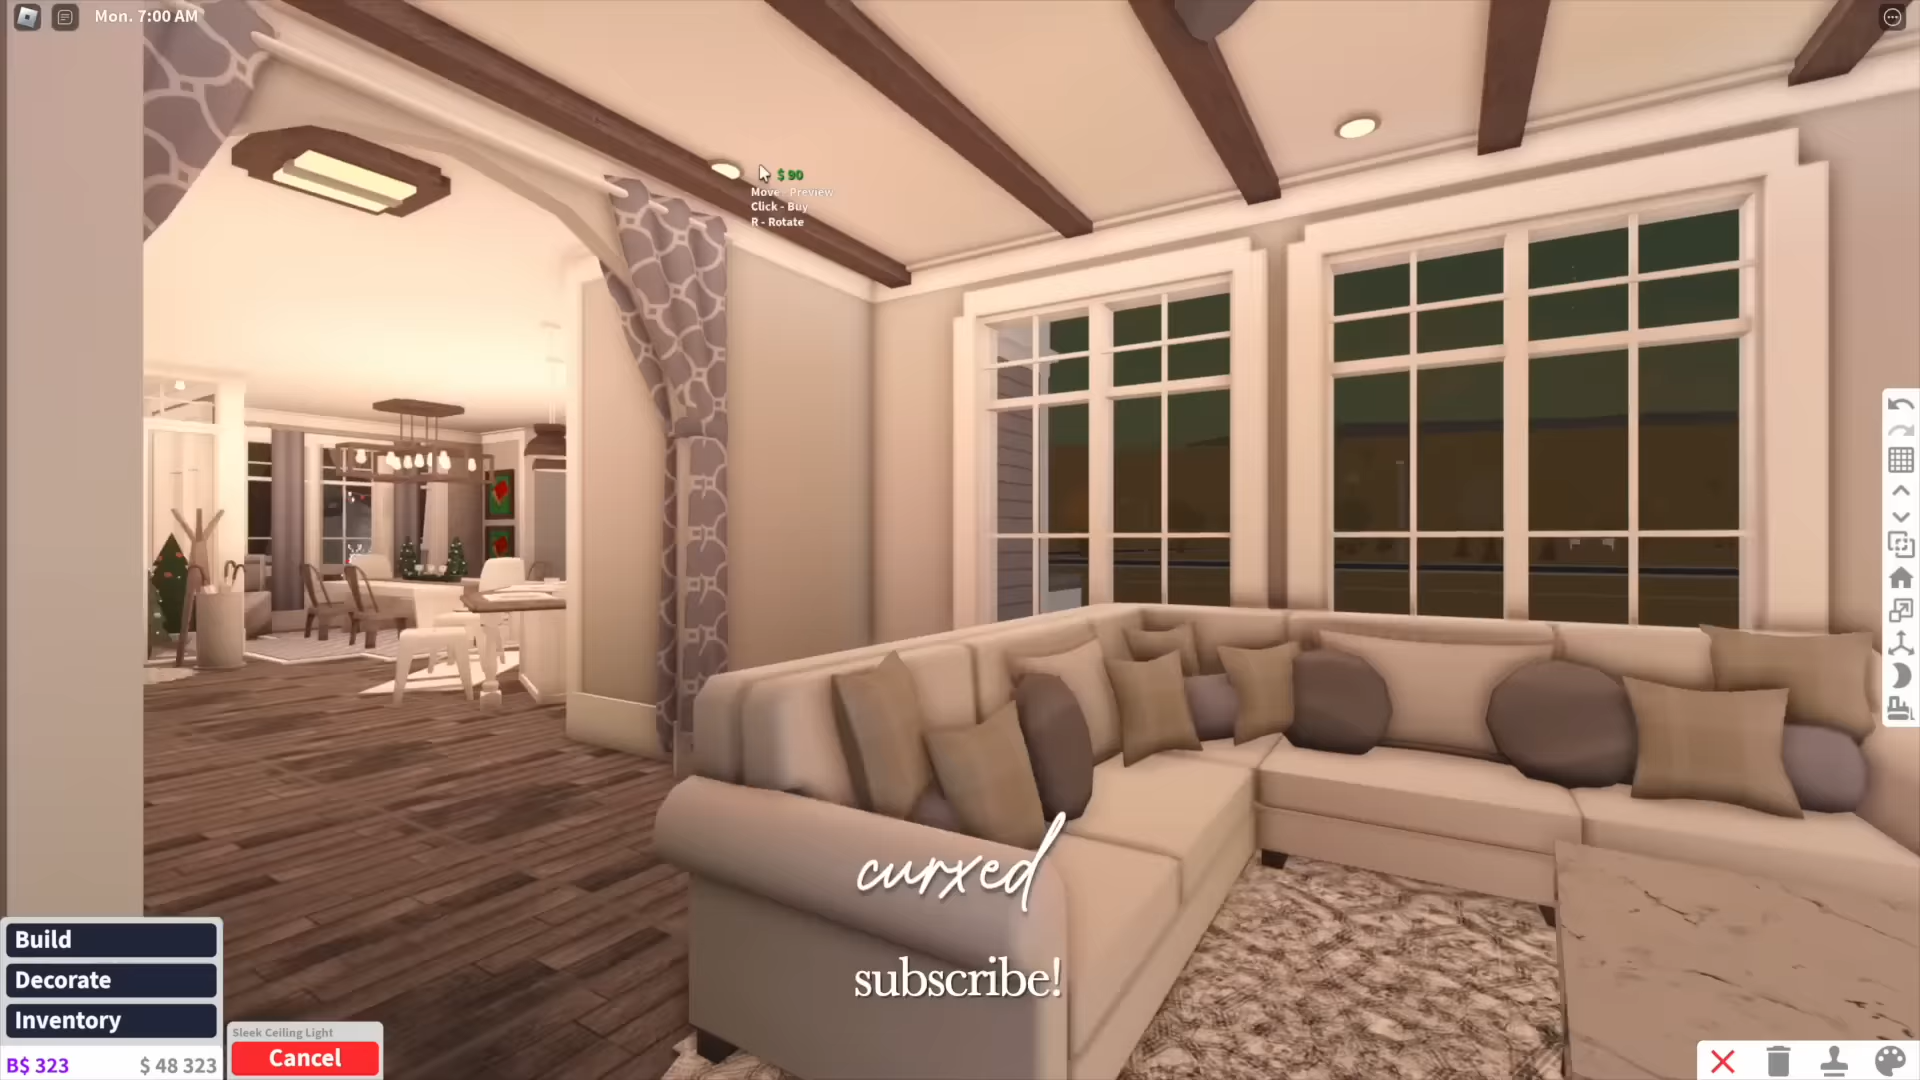 Mon. 7:00 AM
$ 90
Move - Preview
Click - Buy
R - Rotate
curxed
subscribe!
Build
Decorate
Inventory
B$ 323
$ 48 323
Sleek Ceiling Light
Cancel